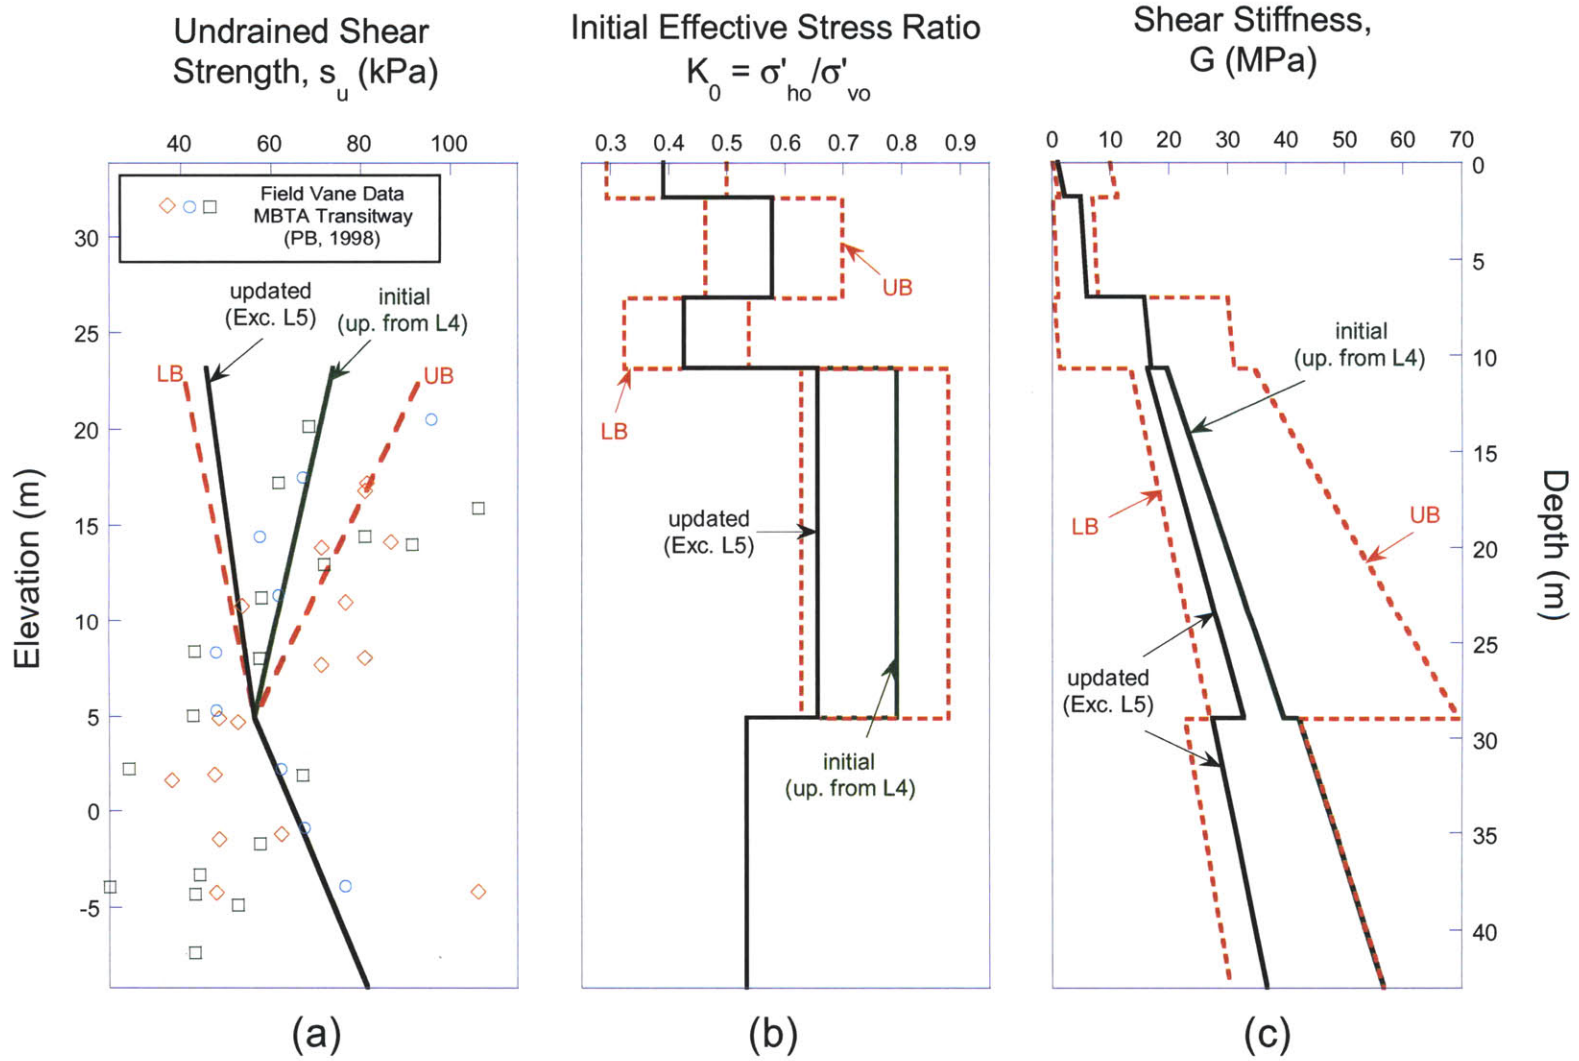 Undrained Shear
Strength, s_u (kPa)
40 60 80 100
Field Vane Data
MBTA Transitway
(PB, 1998)
updated
(Exc. L5)
initial
(up. from L4)
LB
UB
30
25
20
15
10
5
0
-5
Elevation (m)
(a)
Initial Effective Stress Ratio
K_0 = σ'_ho/σ'_vo
0.3 0.4 0.5 0.6 0.7 0.8 0.9
UB
LB
updated
(Exc. L5)
initial
(up. from L4)
(b)
Shear Stiffness,
G (MPa)
0 10 20 30 40 50 60 70
initial
(up. from L4)
LB
UB
updated
(Exc. L5)
0
5
10
15
20
25
30
35
40
Depth (m)
(c)